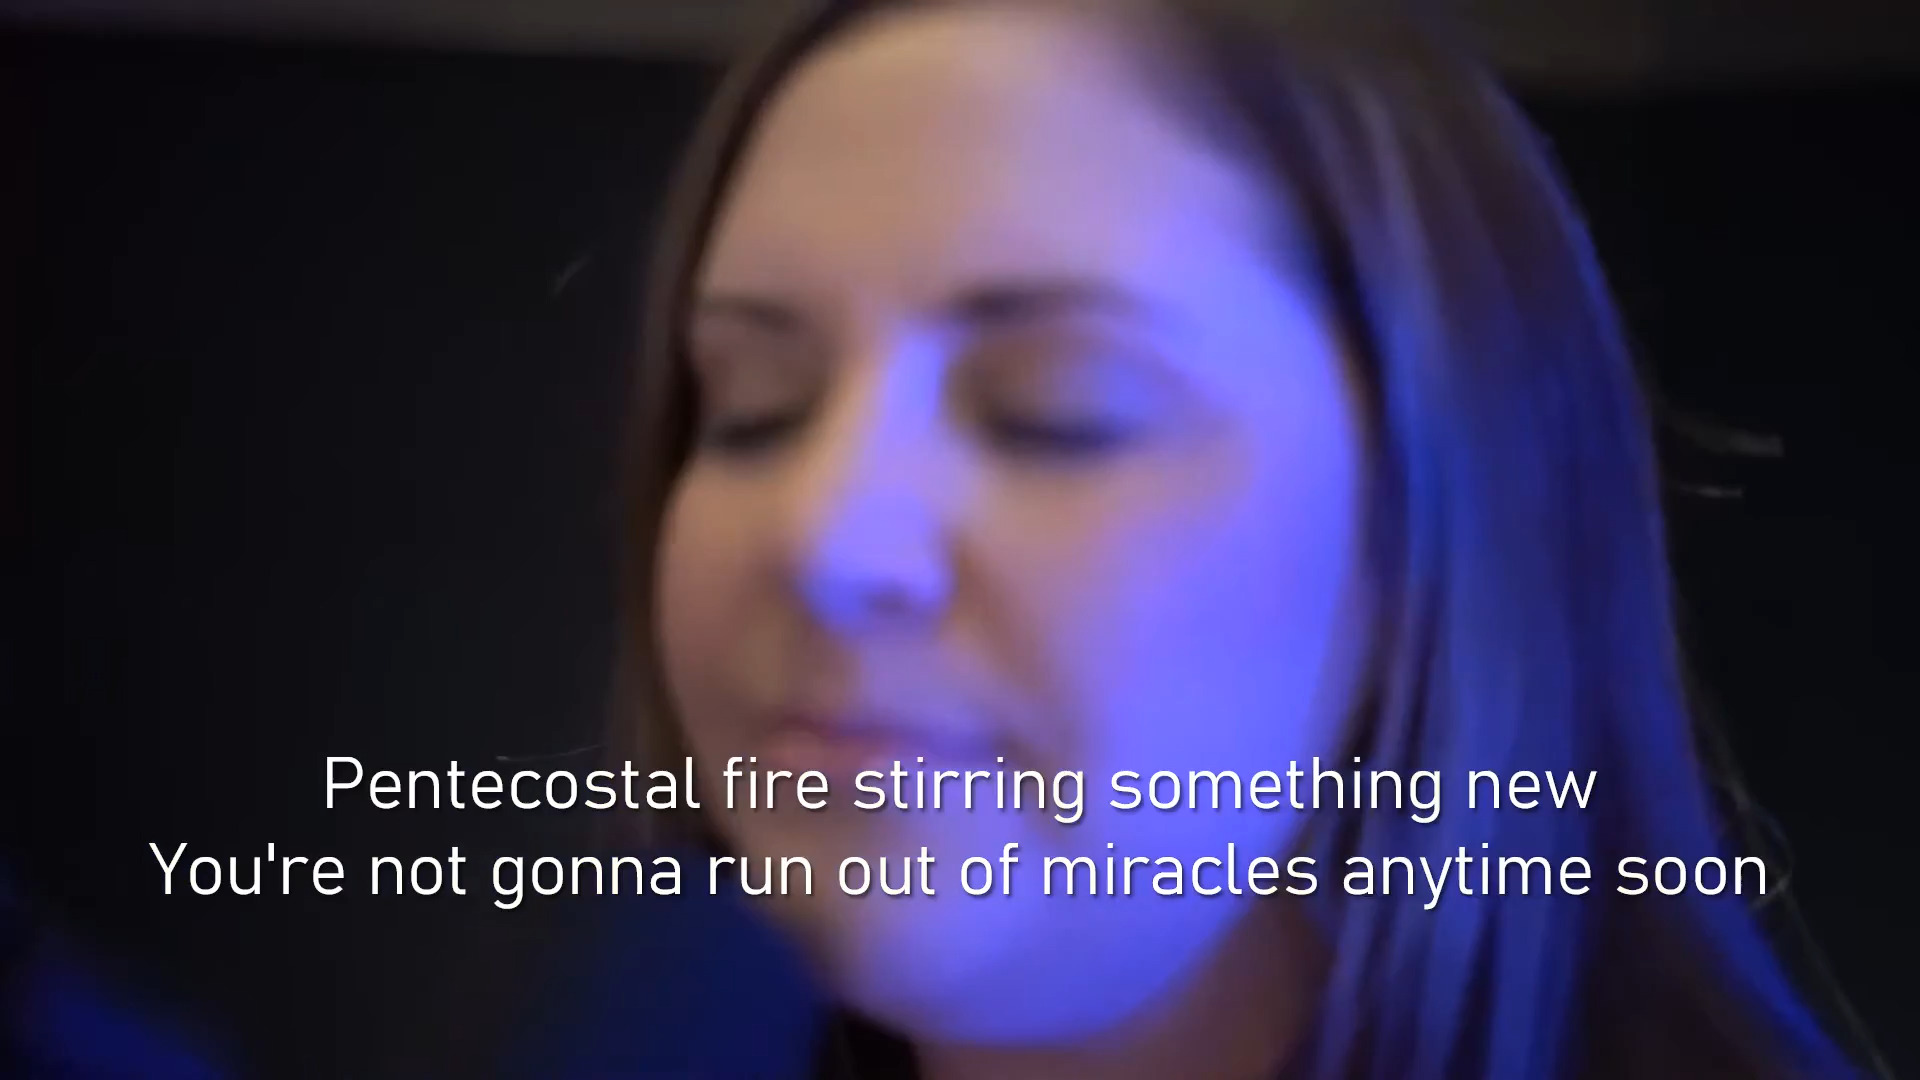 Pentecostal fire stirring something new
You're not gonna run out of miracles anytime soon